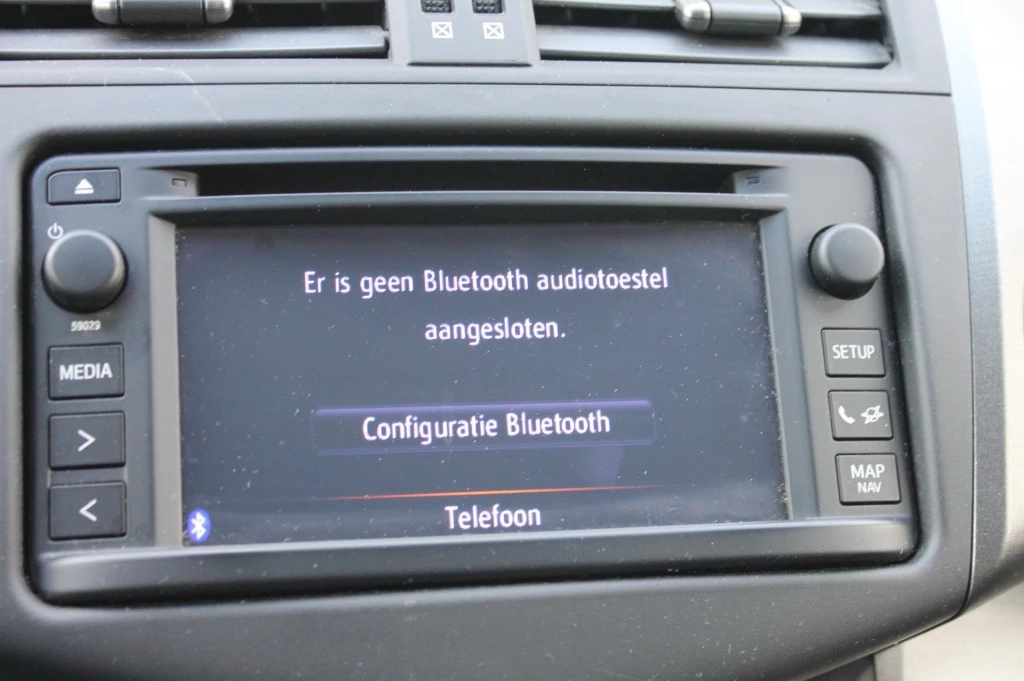 59029
MEDIA
Er is geen Bluetooth audiotoestel
aangesloten.
Configuratie Bluetooth
Telefoon
SETUP
MAP
NAV